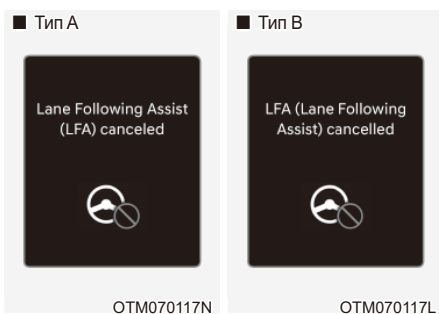 ■ Тип A
Lane Following Assist
(LFA) canceled
OTM070117N
■ Тип B
LFA (Lane Following
Assist) cancelled
OTM070117L